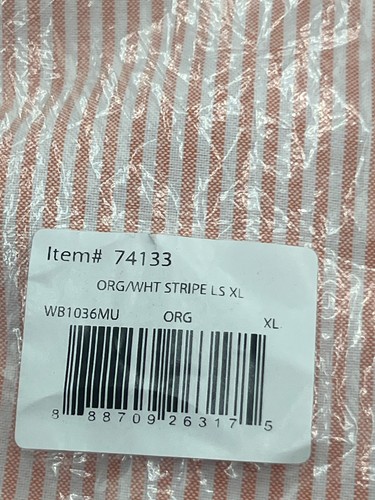 Item# 74133
ORG/WHT STRIPE LS XL
WB1036MU ORG XL
8 88709 26317 5